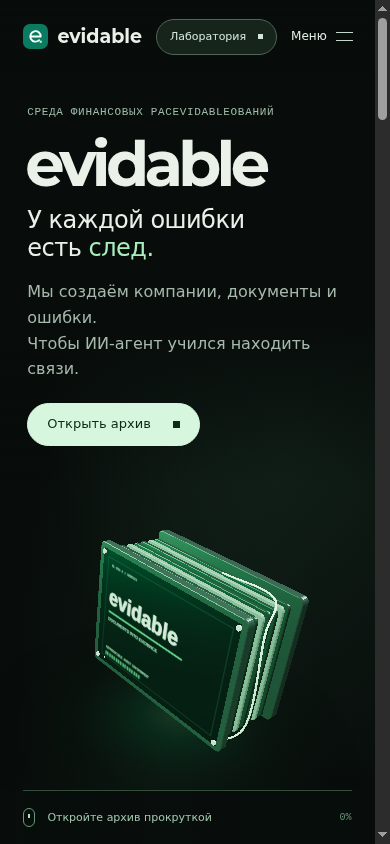 evidable
Лаборатория
Меню
СРЕДА ФИНАНСОВЫХ РАСEVIDABLEОВАНИЙ
evidable
У каждой ошибки
есть след.
Мы создаём компании, документы и
ошибки.
Чтобы ИИ-агент учился находить
связи.
Открыть архив
evidable
Откройте архив прокруткой
0%